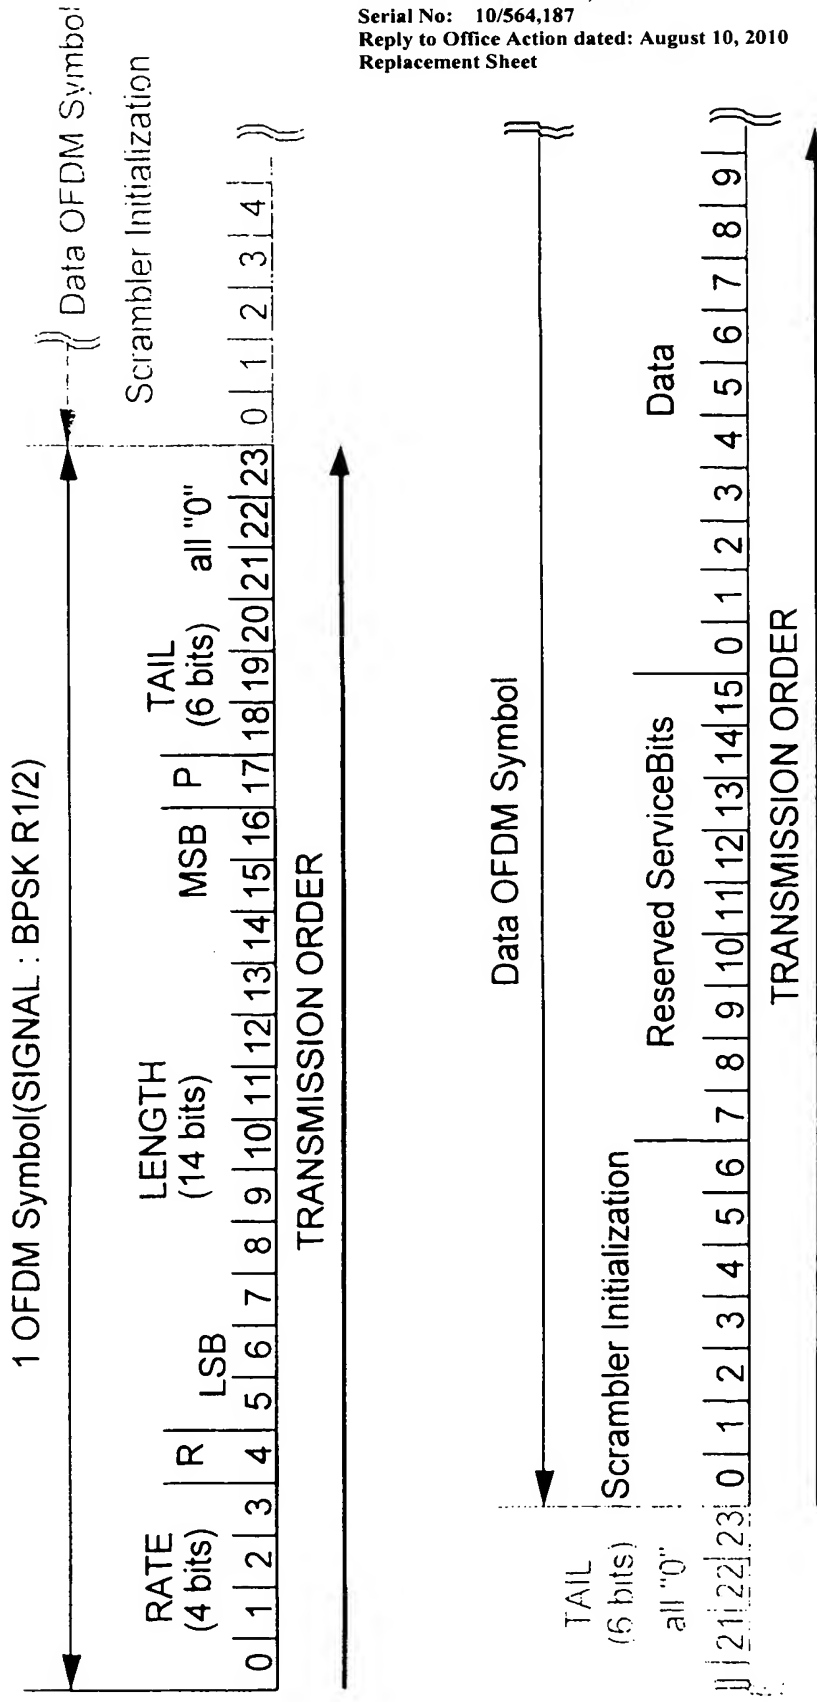 Serial No: 10/564,187
Reply to Office Action dated: August 10, 2010
Replacement Sheet
1 OFDM Symbol(SIGNAL : BPSK R1/2)
Data OFDM Symbol
RATE
(4 bits)
R
LSB
LENGTH
(14 bits)
MSB
P
TAIL
(6 bits)
all "0"
Scrambler Initialization
0 1 2 3 4 5 6 7 8 9 10 11 12 13 14 15 16 17 18 19 20 21 22 23 0 1 2 3 4
TRANSMISSION ORDER
Data OFDM Symbol
TAIL
(6 bits)
all "0"
Scrambler Initialization
Reserved ServiceBits
Data
21 22 23 0 1 2 3 4 5 6 7 8 9 10 11 12 13 14 15 0 1 2 3 4 5 6 7 8 9
TRANSMISSION ORDER